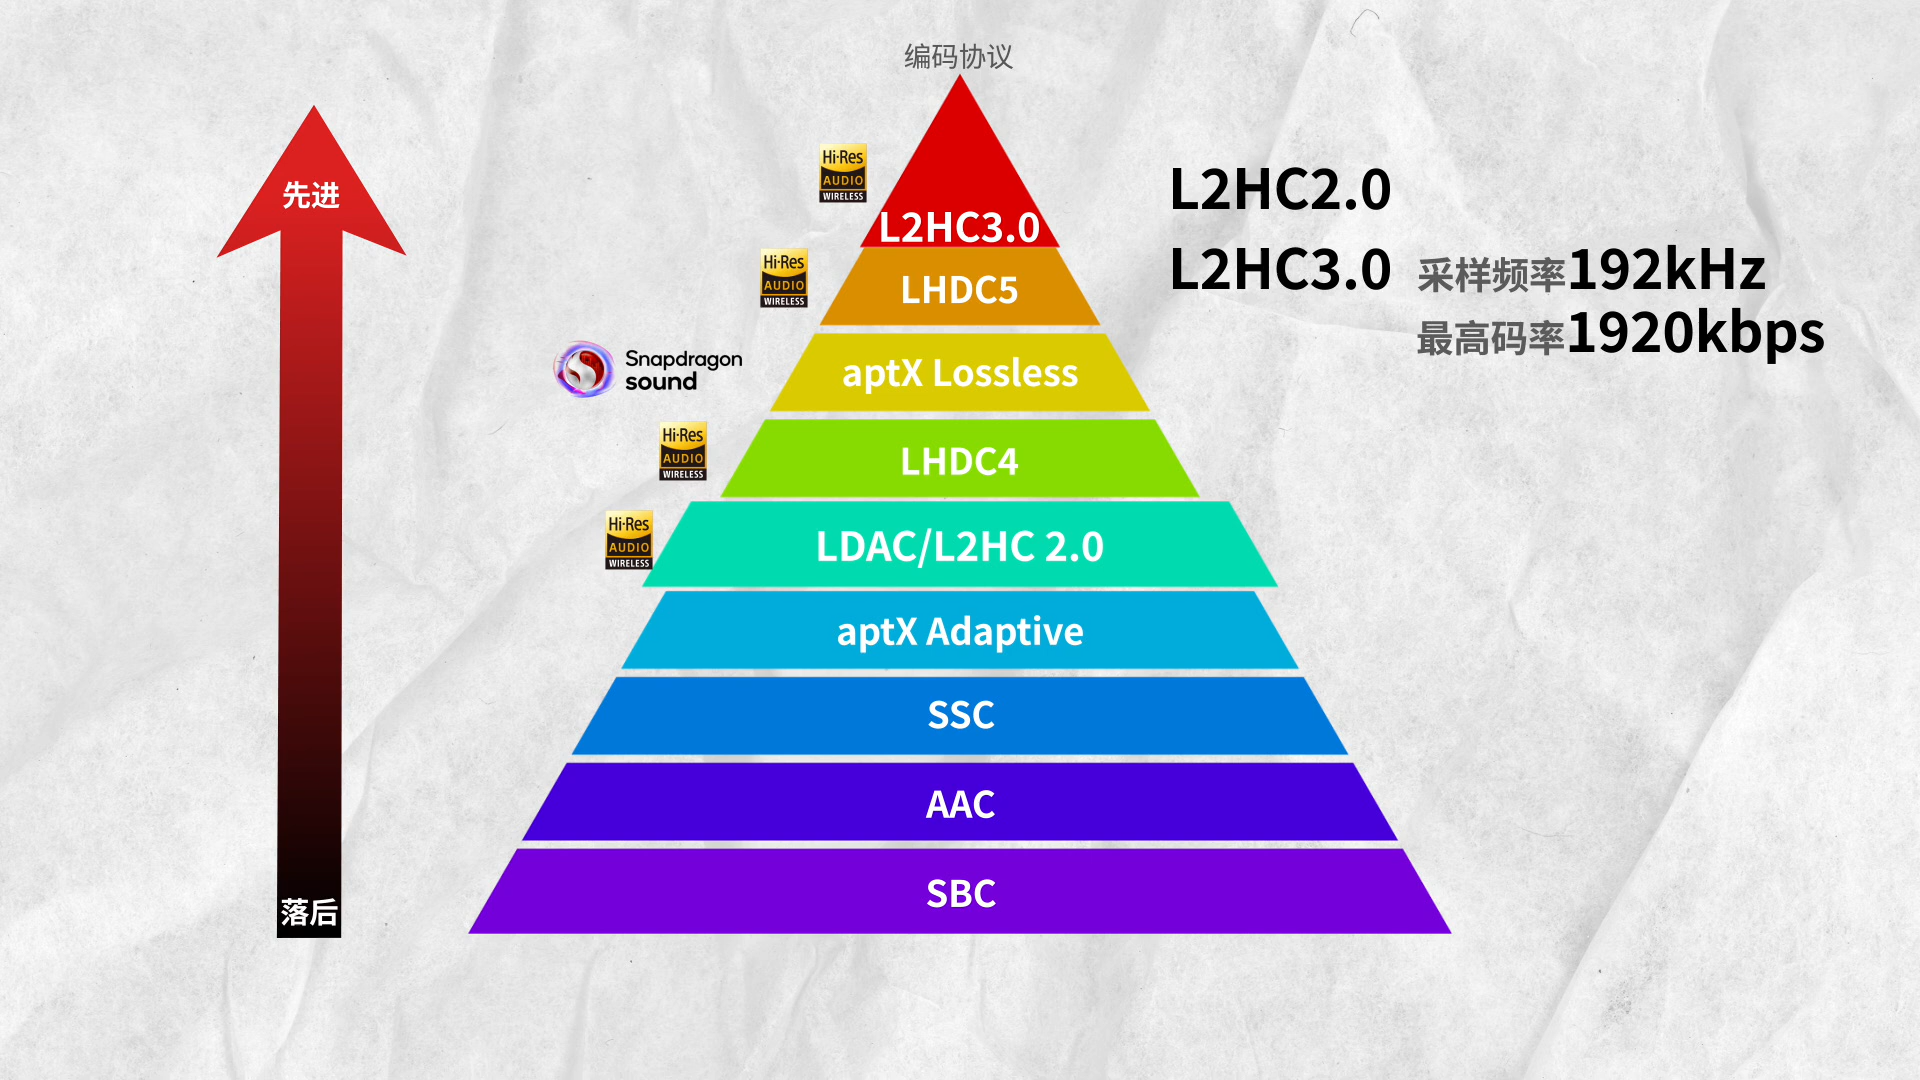 编码协议
先进
Hi-Res
AUDIO
WIRELESS
L2HC3.0
L2HC2.0
L2HC3.0 采样频率192kHz
最高码率1920kbps
Hi-Res
AUDIO
WIRELESS
LHDC5
Snapdragon
sound
aptX Lossless
Hi-Res
AUDIO
WIRELESS
LHDC4
Hi-Res
AUDIO
WIRELESS
LDAC/L2HC 2.0
aptX Adaptive
SSC
AAC
SBC
落后